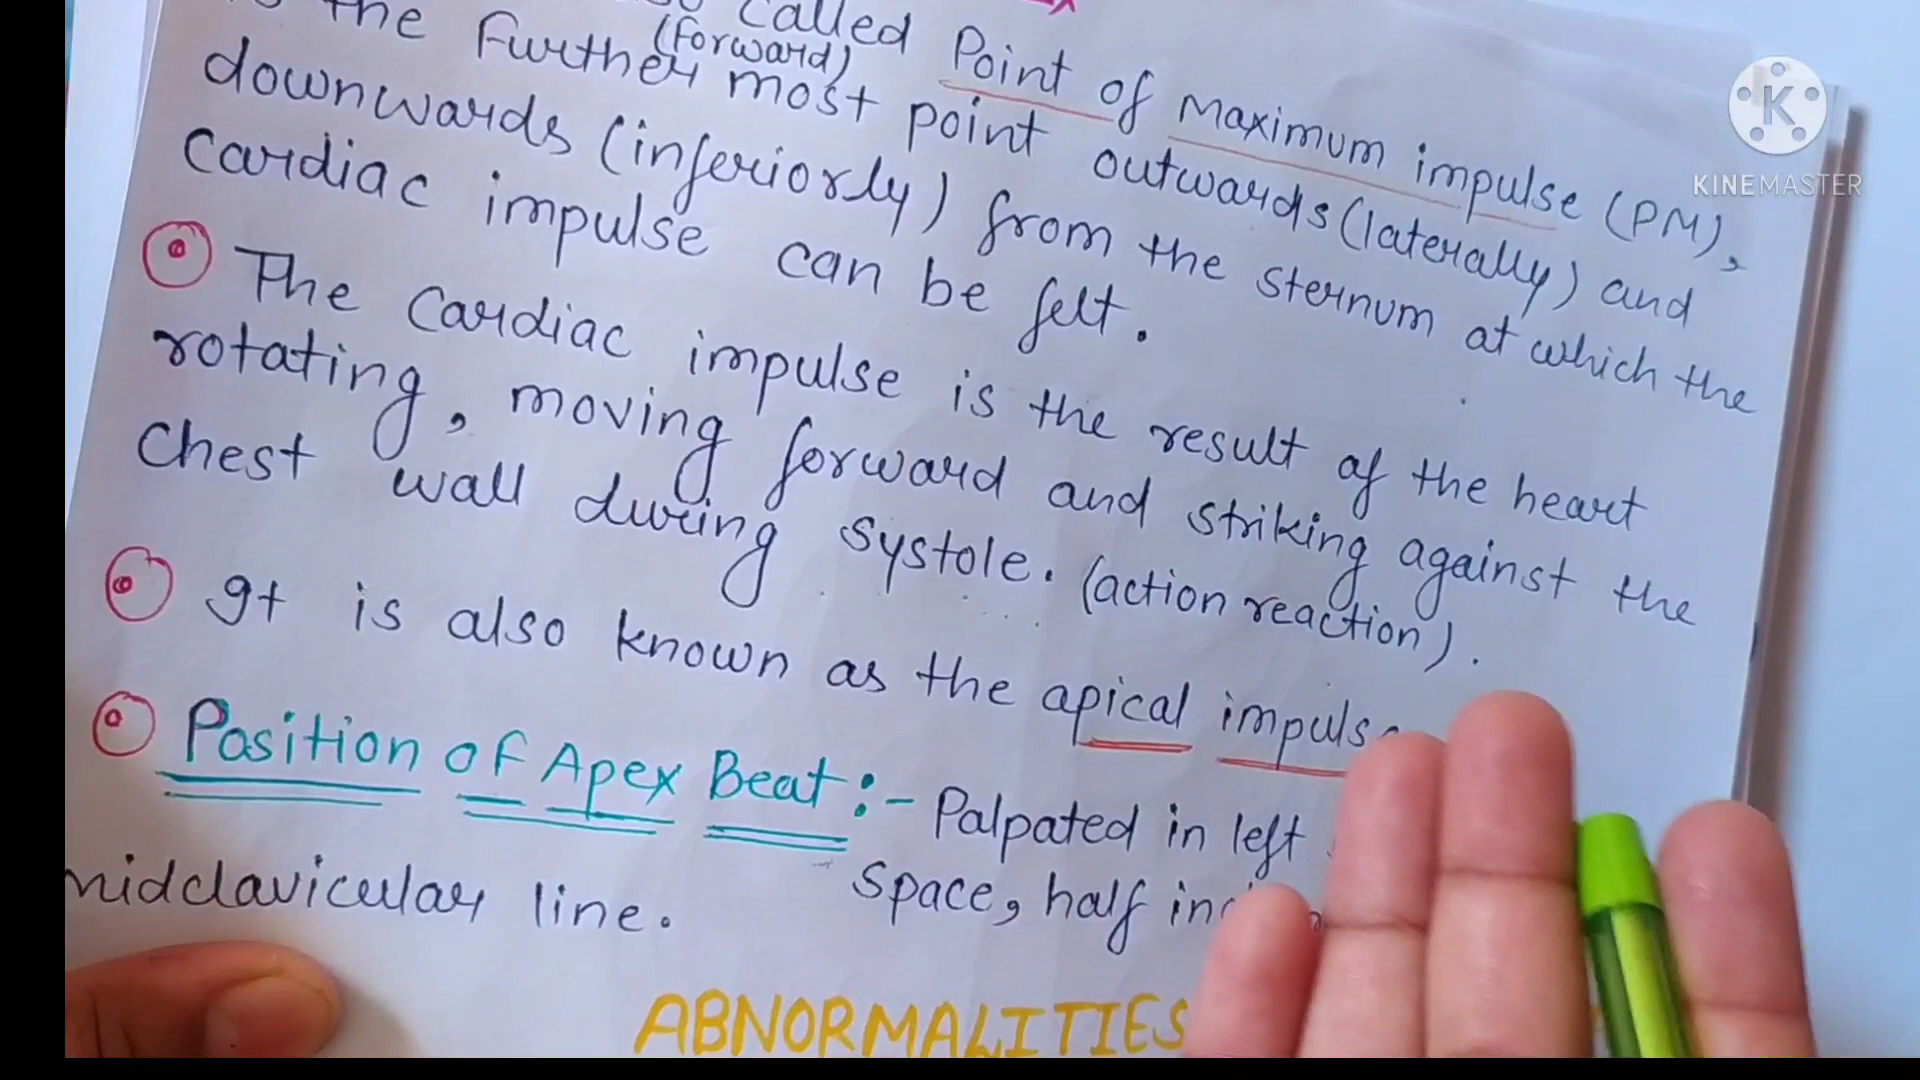 called Point of Maximum impulse (PM),
the Further most point outwards (laterally) and
(forward)
downwards (inferiorly) from the sternum at which the
cardiac impulse can be felt.
The Cardiac impulse is the result of the heart
rotating, moving forward and striking against the
chest wall during systole. (action reaction).
It is also known as the apical
Position of Apex Beat:- Palpated in left
space, half
midclavicular line.
ABNORMALITIES
K
KINEMASTER